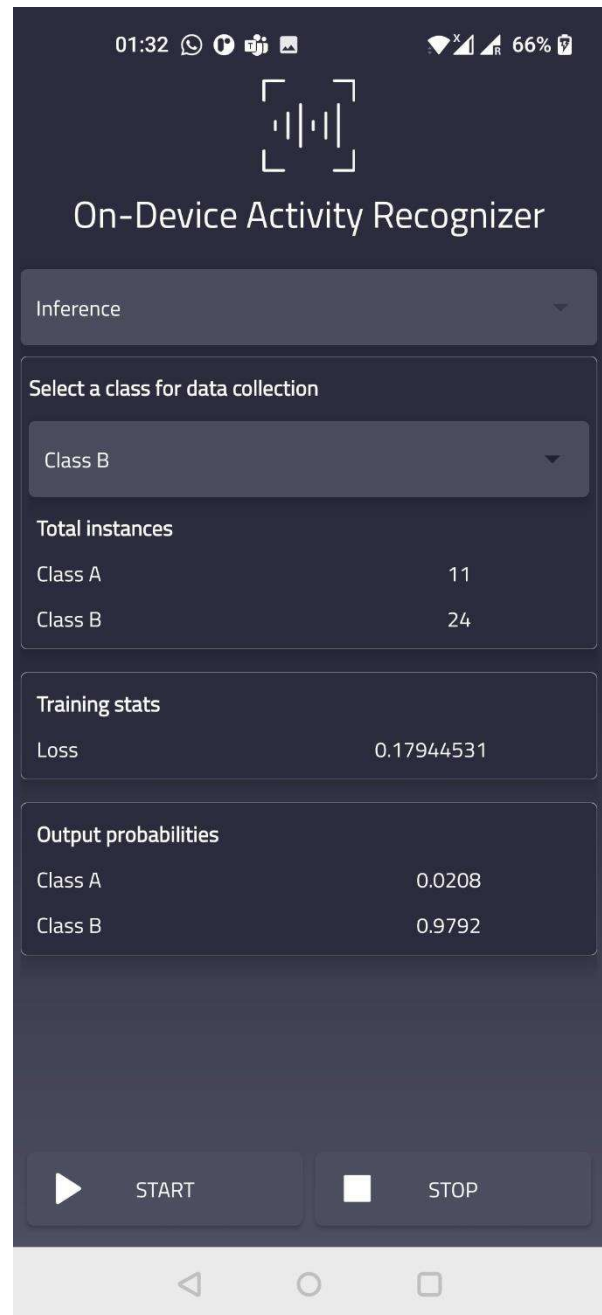 01:32 66%
On-Device Activity Recognizer
Inference
Select a class for data collection
Class B
Total instances
Class A 11
Class B 24
Training stats
Loss 0.17944531
Output probabilities
Class A 0.0208
Class B 0.9792
START STOP